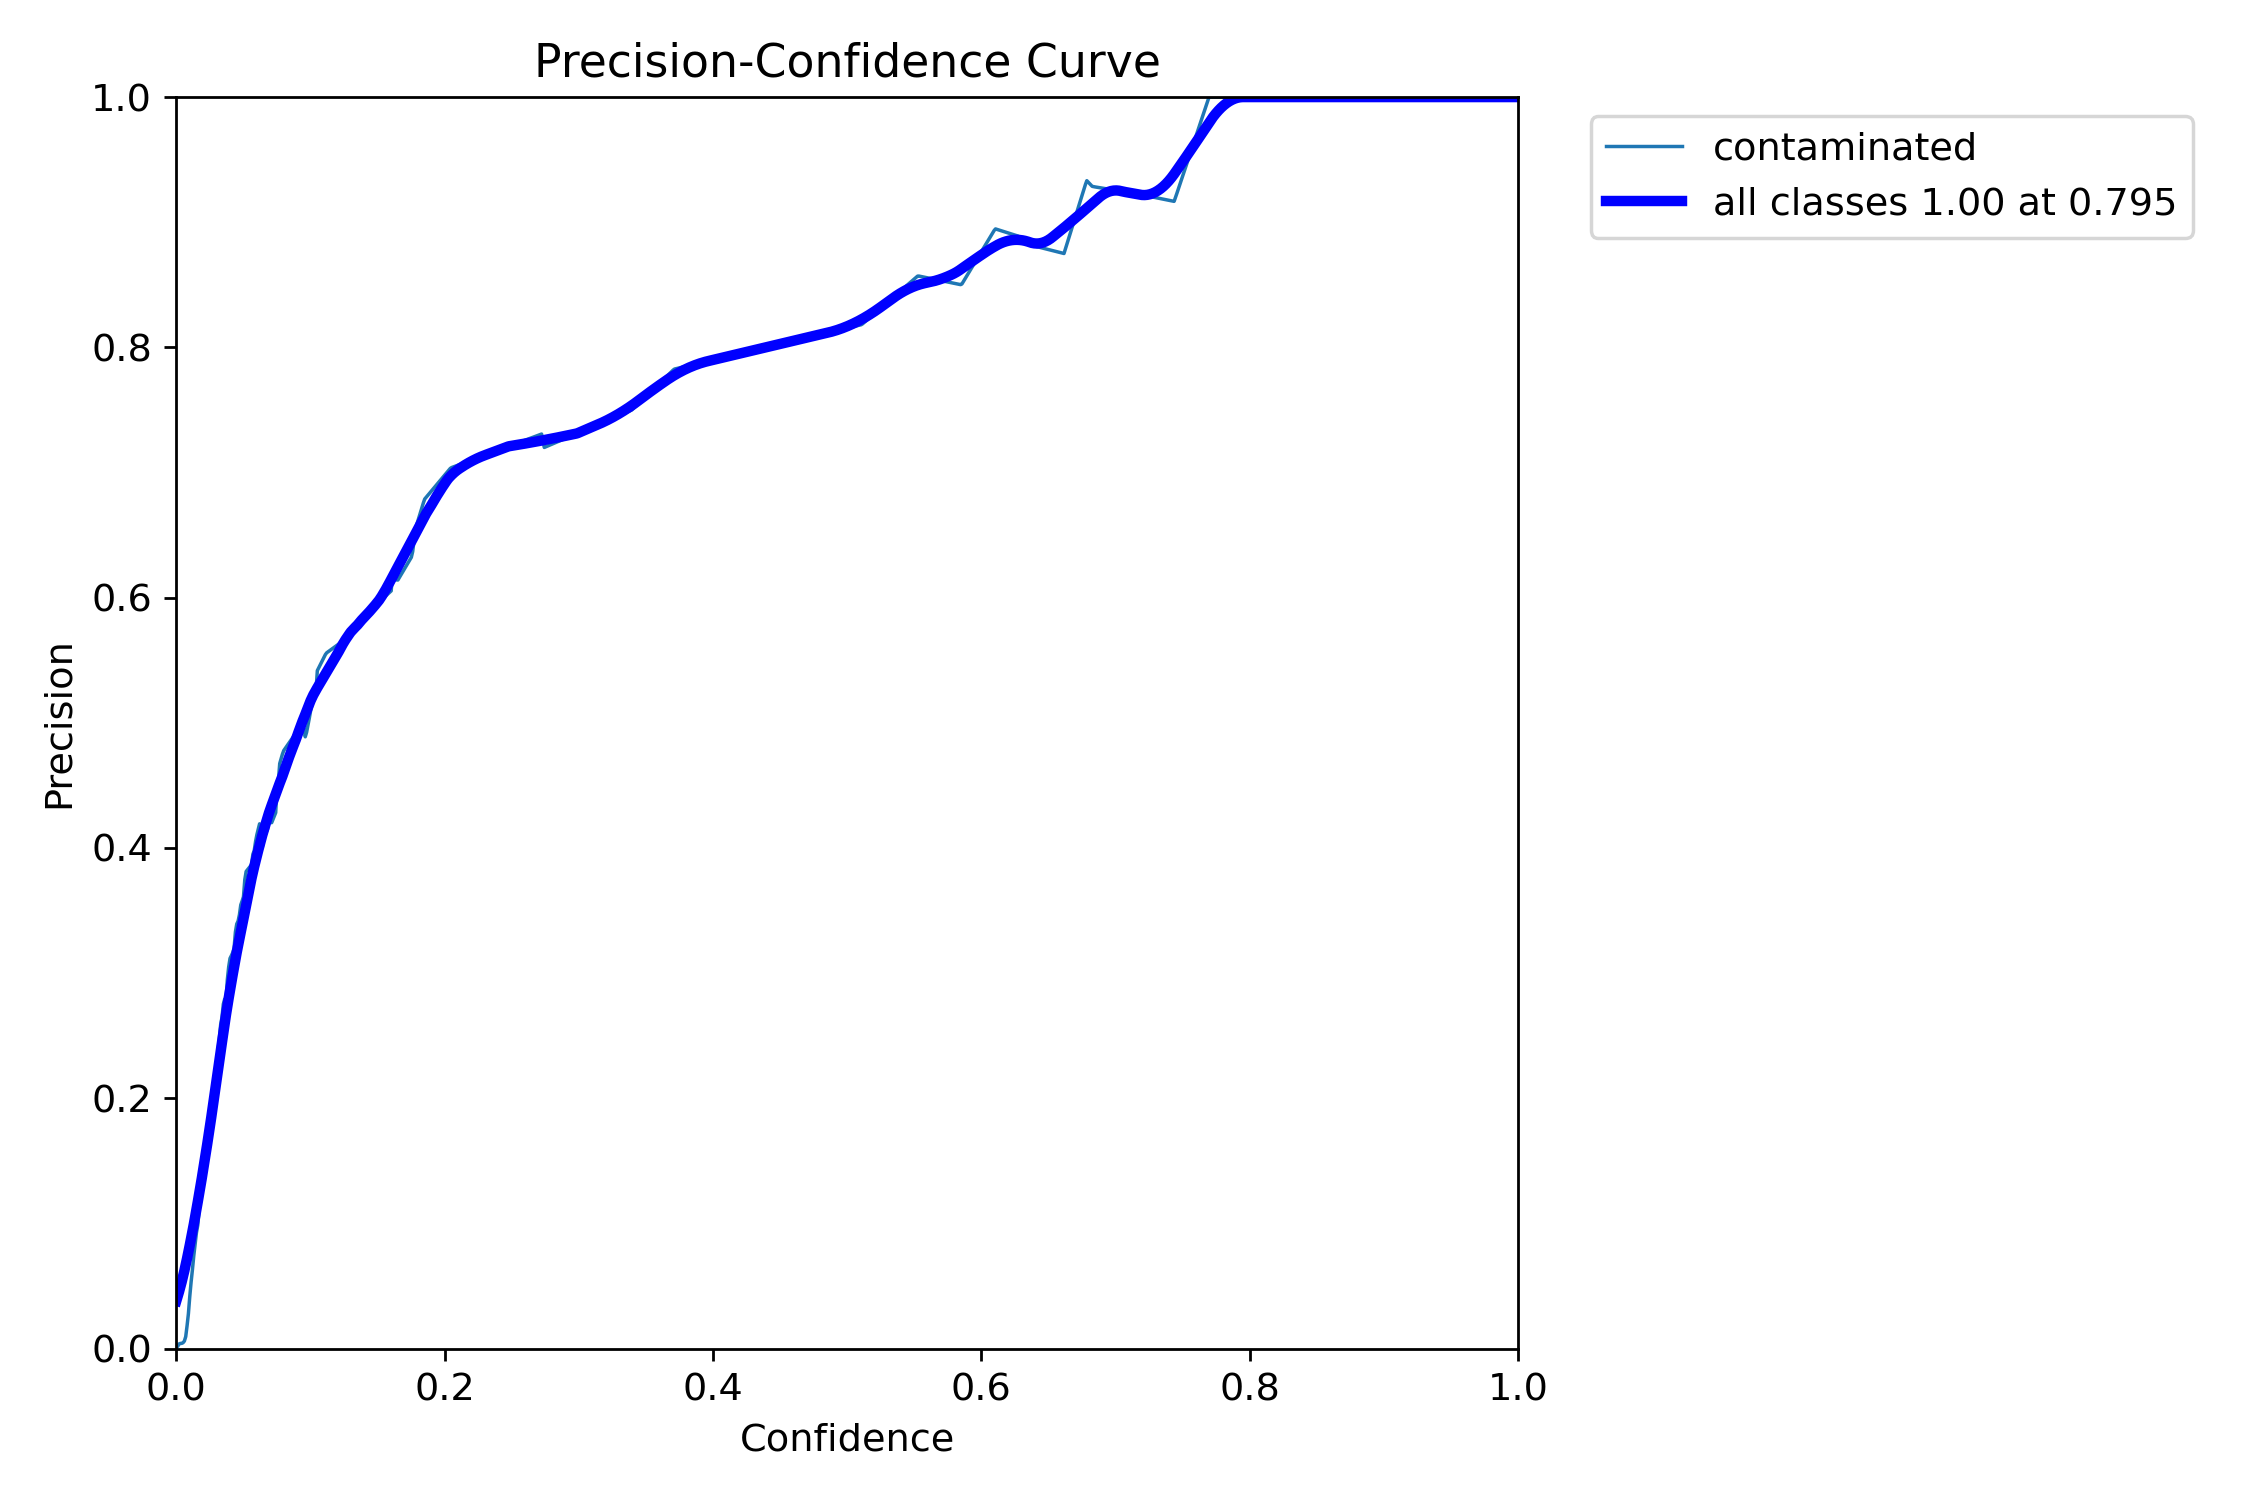 Precision-Confidence Curve
1.0
0.8
0.6
0.4
0.2
0.0
Precision
0.0 0.2 0.4 0.6 0.8 1.0
Confidence
contaminated
all classes 1.00 at 0.795